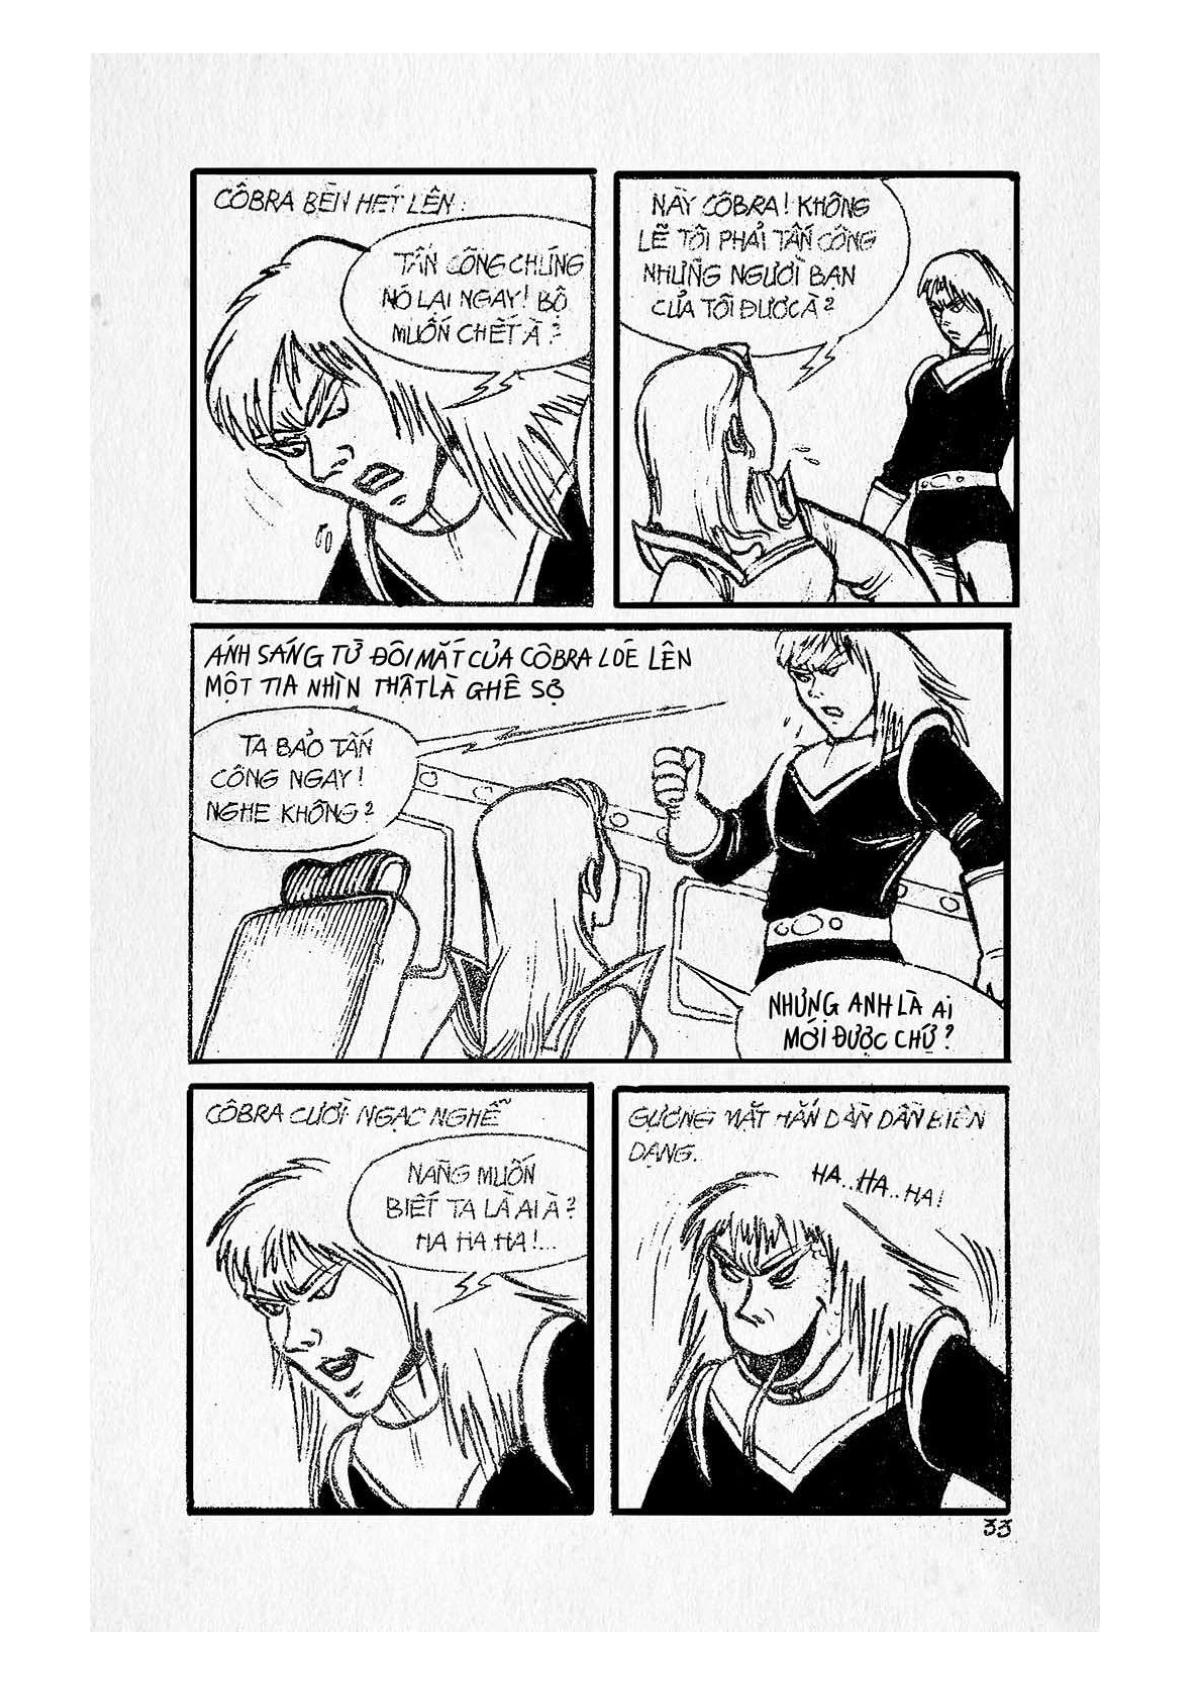 CÔBRA BÈN HÉT LÊN:
TẤN CÔNG CHÚNG
NÓ LẠI NGAY! BỘ
MUỐN CHẾT À?
NÀY CÔBRA! KHÔNG
LẼ TÔI PHẢI TẤN CÔNG
NHỮNG NGƯƠÌ BẠN
CỦA TÔI ĐƯỢC À?
ÁNH SÁNG TỪ ĐÔI MẮT CỦA CÔBRA LOÉ LÊN
MỘT TIA NHÌN THẬT LÀ GHÊ SỢ
TA BẢO TẤN
CÔNG NGAY!
NGHE KHÔNG?
NHƯNG ANH LÀ AI
MỚI ĐƯỢC CHỨ?
CÔBRA CƯƠÌ NGẠO NGHỄ
NÀNG MUỐN
BIẾT TA LÀ AI À?
HA HA HA!...
GƯƠNG MẶT HẮN DẦN DẦN BIẾN
DẠNG.
HA..HA..HA!
33